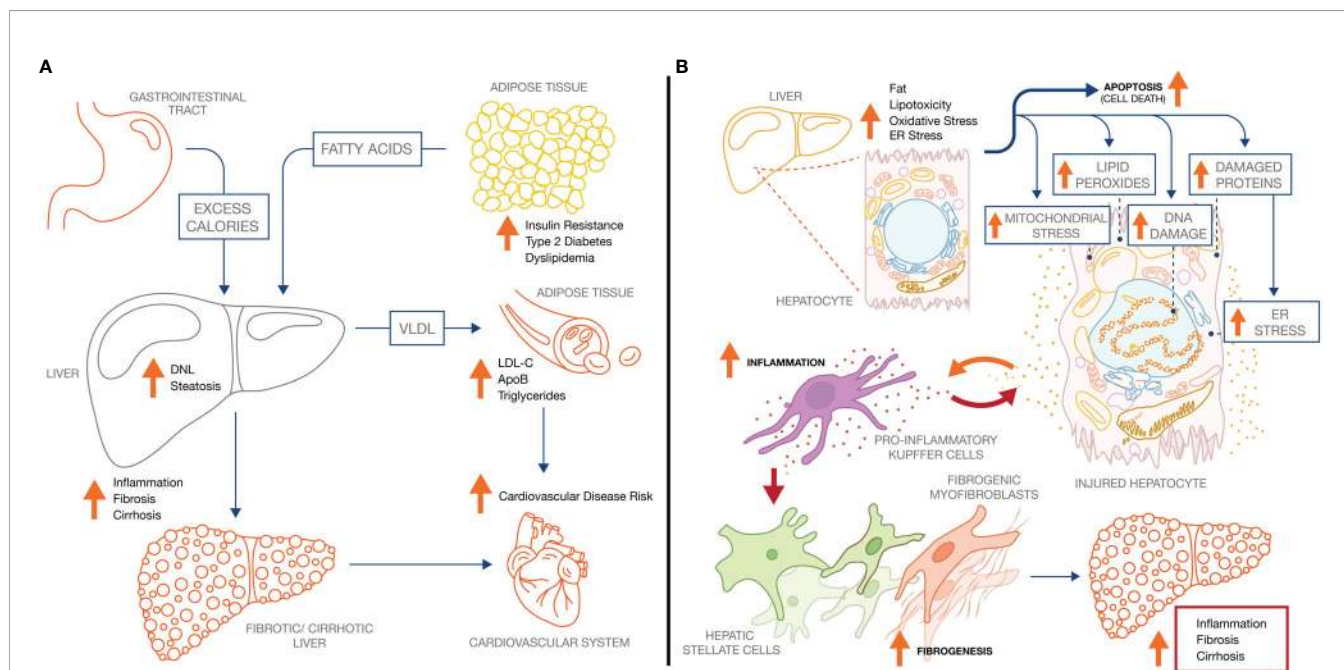 A
GASTROINTESTINAL
TRACT
ADIPOSE TISSUE
FATTY ACIDS
EXCESS
CALORIES
Insulin Resistance
Type 2 Diabetes
Dyslipidemia
ADIPOSE TISSUE
VLDL
LIVER
DNL
Steatosis
LDL-C
ApoB
Triglycerides
Inflammation
Fibrosis
Cirrhosis
Cardiovascular Disease Risk
FIBROTIC/ CIRRHOTIC
LIVER
CARDIOVASCULAR SYSTEM
B
LIVER
Fat
Lipotoxicity
Oxidative Stress
ER Stress
APOPTOSIS
(CELL DEATH)
LIPID
PEROXIDES
DAMAGED
PROTEINS
MITOCHONDRIAL
STRESS
DNA
DAMAGE
HEPATOCYTE
ER
STRESS
INFLAMMATION
PRO-INFLAMMATORY
KUPFFER CELLS
FIBROGENIC
MYOFIBROBLASTS
INJURED HEPATOCYTE
HEPATIC
STELLATE CELLS
FIBROGENESIS
Inflammation
Fibrosis
Cirrhosis